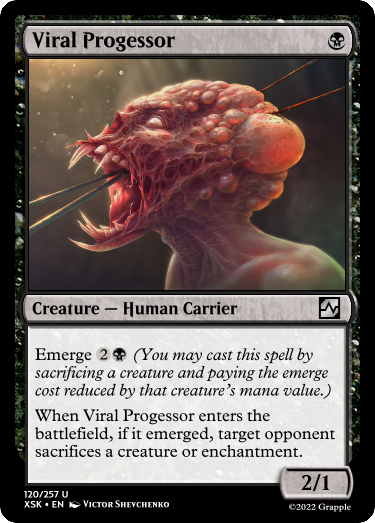 Viral Progessor
Creature — Human Carrier
Emerge 2 (You may cast this spell by
sacrificing a creature and paying the emerge
cost reduced by that creature's mana value.)
When Viral Progessor enters the
battlefield, if it emerged, target opponent
sacrifices a creature or enchantment.
2/1
120/257 U
XSK • EN Victor Shevchenko
©2022 Grapple